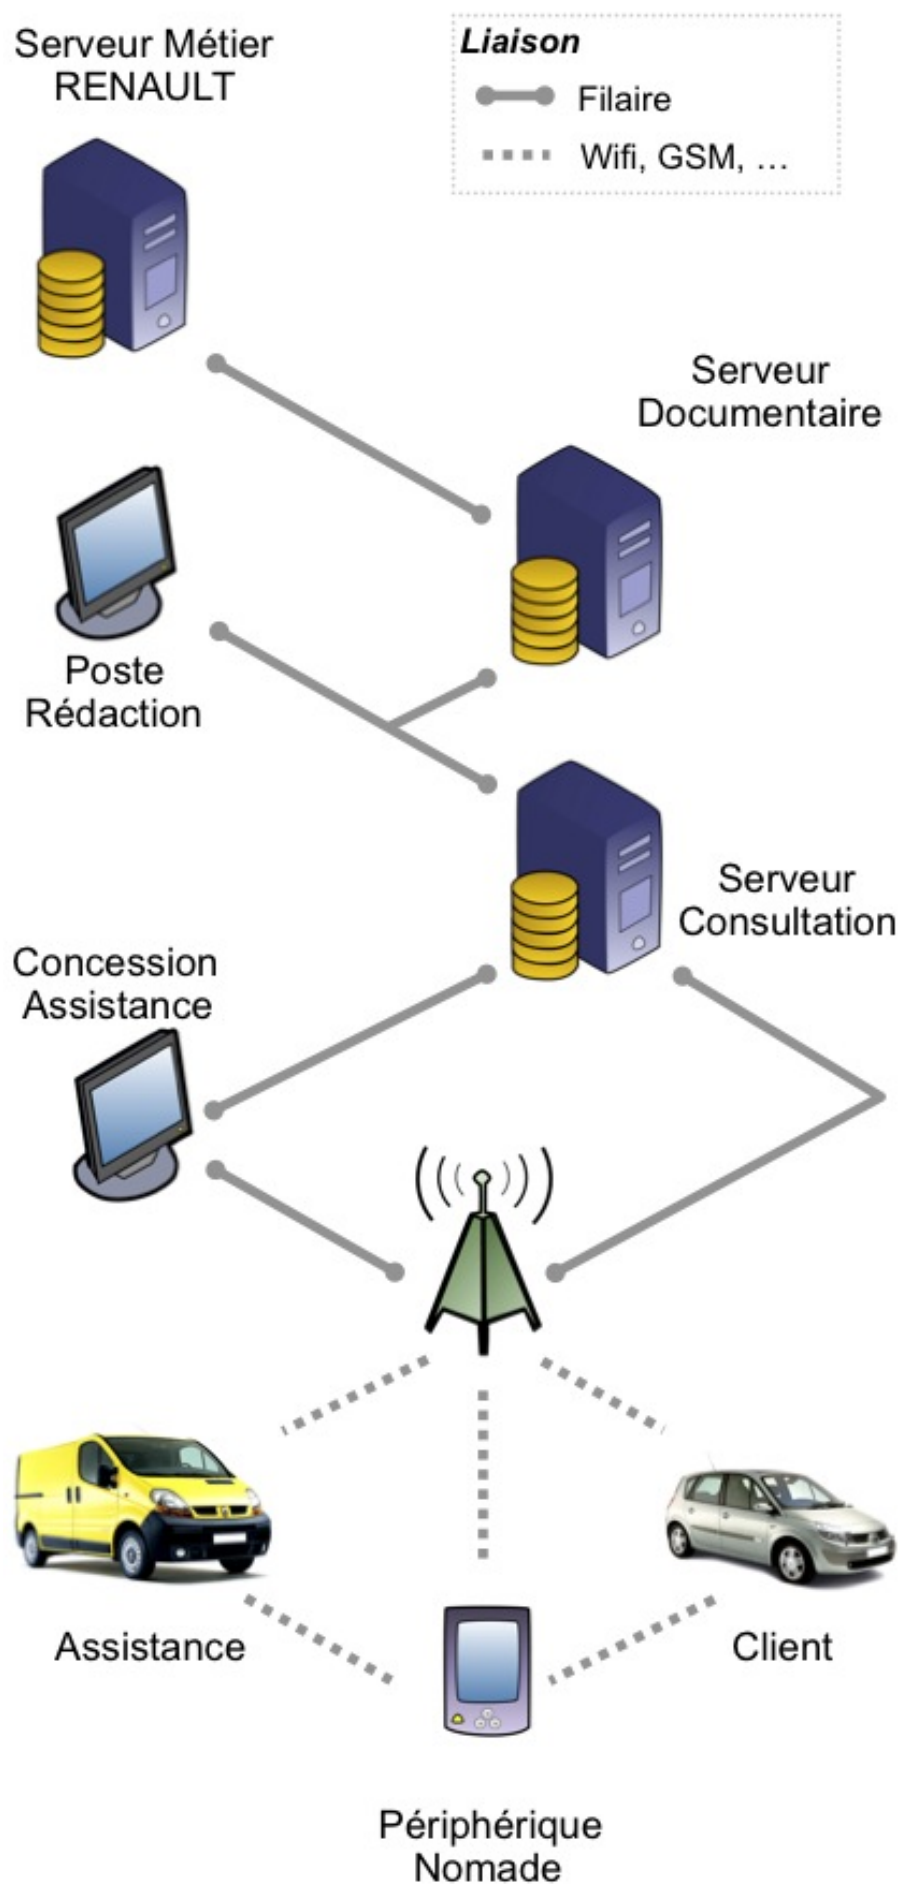 Serveur Métier
RENAULT
Liaison
Filaire
Wifi, GSM, ...
Serveur
Documentaire
Poste
Rédaction
Serveur
Consultation
Concession
Assistance
Assistance
Client
Périphérique
Nomade